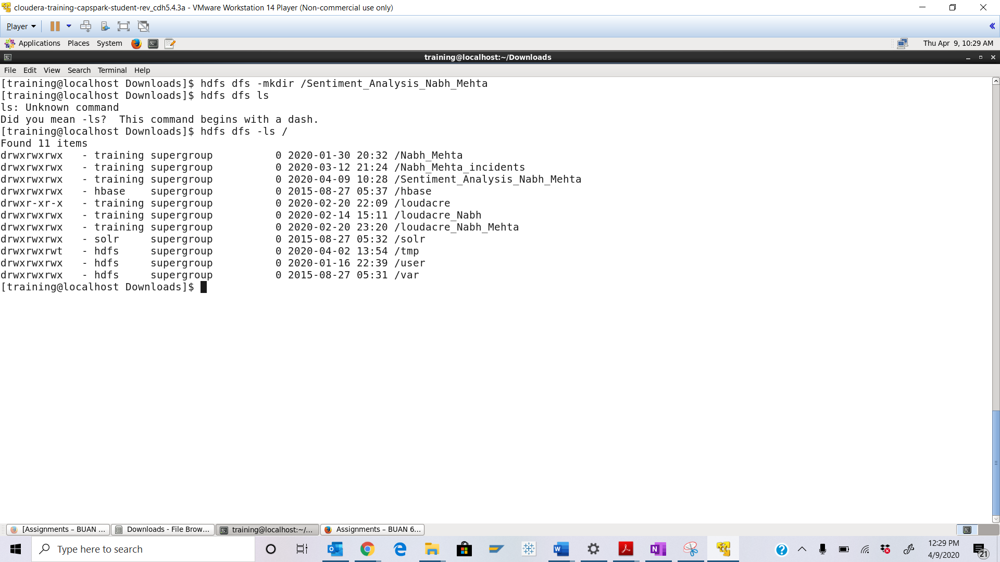 cloudera-training-capspark-student-rev_cdh5.4.3a - VMware Workstation 14 Player (Non-commercial use only)
Player
Applications Places System Thu Apr 9, 10:29 AM
training@localhost:~/Downloads
File Edit View Search Terminal Help
[training@localhost Downloads]$ hdfs dfs -mkdir /Sentiment_Analysis_Nabh_Mehta
[training@localhost Downloads]$ hdfs dfs ls
ls: Unknown command
Did you mean -ls?  This command begins with a dash.
[training@localhost Downloads]$ hdfs dfs -ls /
Found 11 items
drwxrwxrwx   - training supergroup          0 2020-01-30 20:32 /Nabh_Mehta
drwxrwxrwx   - training supergroup          0 2020-03-12 21:24 /Nabh_Mehta_incidents
drwxrwxrwx   - training supergroup          0 2020-04-09 10:28 /Sentiment_Analysis_Nabh_Mehta
drwxrwxrwx   - hbase    supergroup          0 2015-08-27 05:37 /hbase
drwxr-xr-x   - training supergroup          0 2020-02-20 22:09 /loudacre
drwxrwxrwx   - training supergroup          0 2020-02-14 15:11 /loudacre_Nabh
drwxrwxrwx   - training supergroup          0 2020-02-20 23:20 /loudacre_Nabh_Mehta
drwxrwxrwx   - solr     supergroup          0 2015-08-27 05:32 /solr
drwxrwxrwt   - hdfs     supergroup          0 2020-04-02 13:54 /tmp
drwxrwxrwx   - hdfs     supergroup          0 2020-01-16 22:39 /user
drwxrwxrwx   - hdfs     supergroup          0 2015-08-27 05:31 /var
[training@localhost Downloads]$
[Assignments – BUAN ... Downloads - File Brow... training@localhost:~/... Assignments – BUAN 6...
Type here to search
12:29 PM
4/9/2020
21